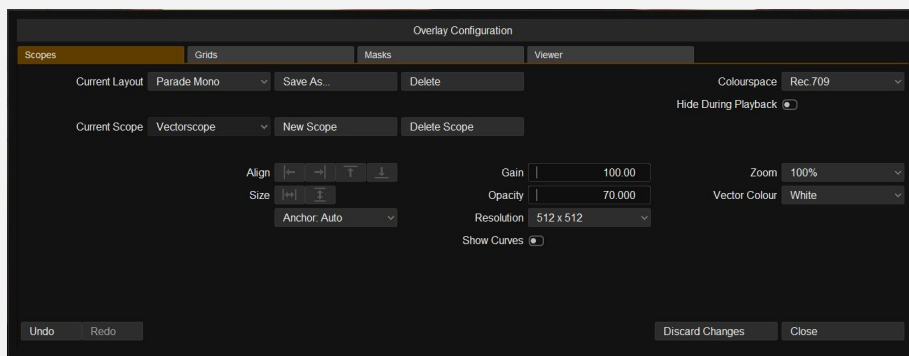 Overlay Configuration
Scopes Grids Masks Viewer
Current Layout Parade Mono Save As... Delete Colourspace Rec.709
Hide During Playback
Current Scope Vectorscope New Scope Delete Scope
Align Gain 100.00 Zoom 100%
Size Opacity 70.000 Vector Colour White
Anchor: Auto Resolution 512 x 512
Show Curves
Undo Redo Discard Changes Close